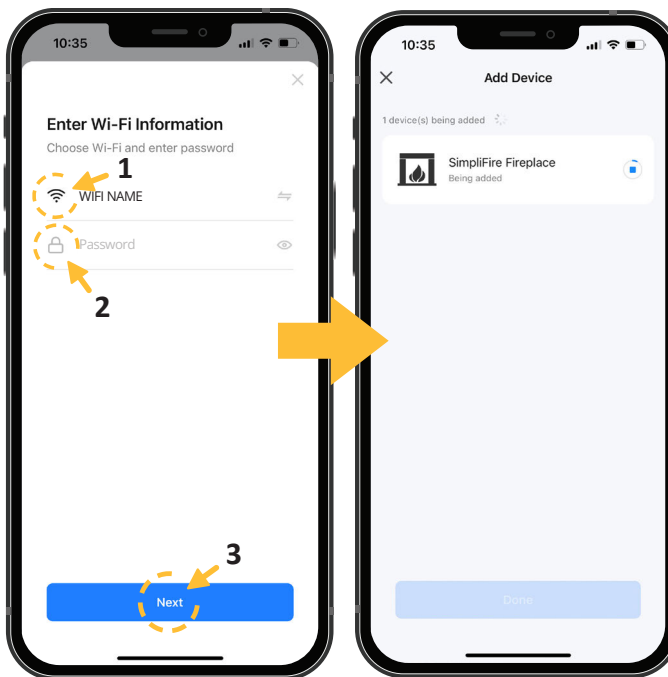 10:35
Enter Wi-Fi Information
Choose Wi-Fi and enter password
1
WIFI NAME
Password
2
3
Next
10:35
Add Device
1 device(s) being added
SimpliFire Fireplace
Being added
Done